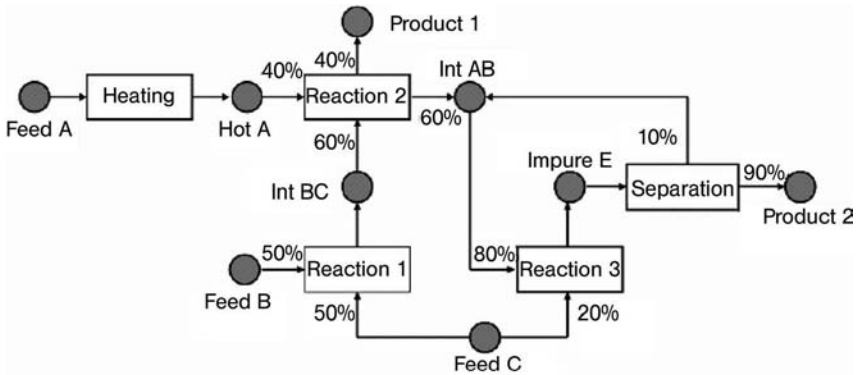 Product 1
40%
40%
Int AB
Heating
Reaction 2
Feed A
Hot A
60%
60%
10%
Impure E
90%
Int BC
Separation
Product 2
50%
Reaction 1
80%
Reaction 3
Feed B
50%
20%
Feed C